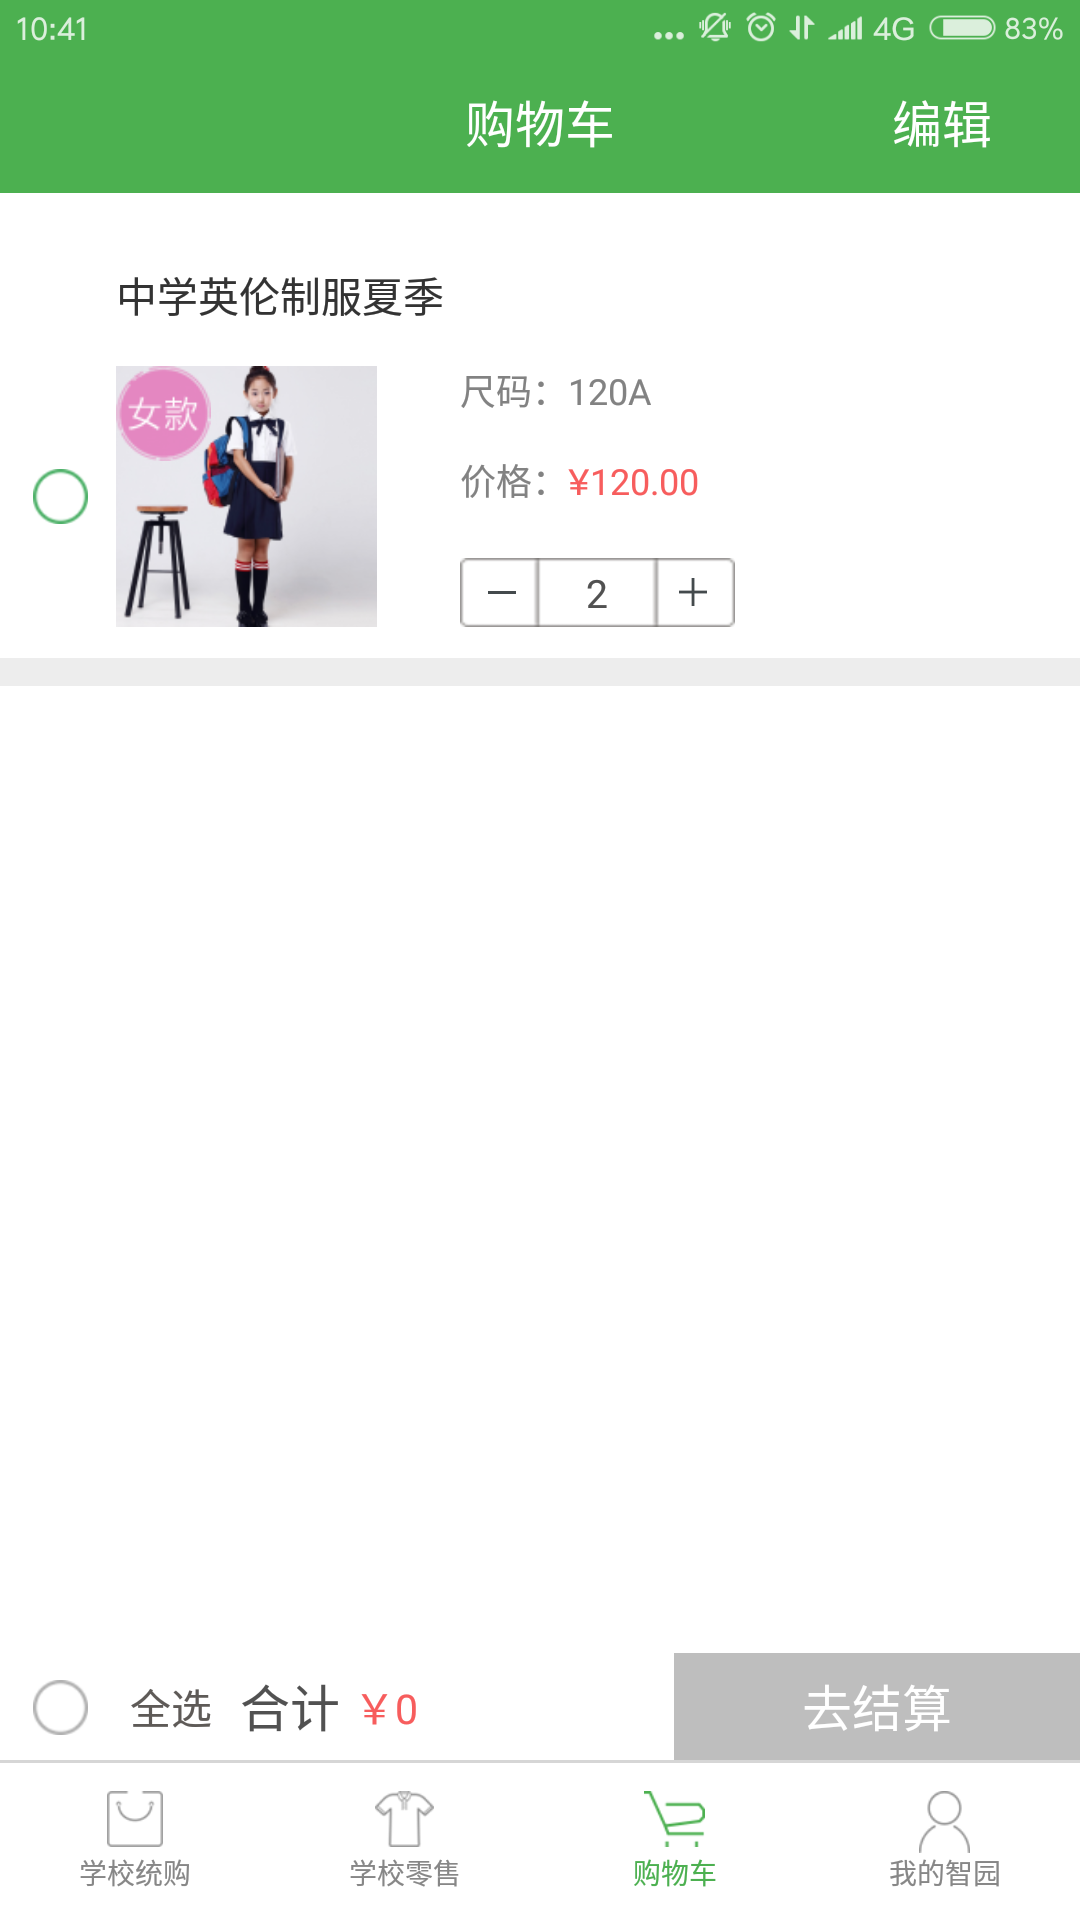 10:41 ... 4G 83%
购物车 编辑
中学英伦制服夏季
女款
尺码：120A
价格：¥120.00
2
全选 合计 ¥0 去结算
学校统购 学校零售 购物车 我的智园